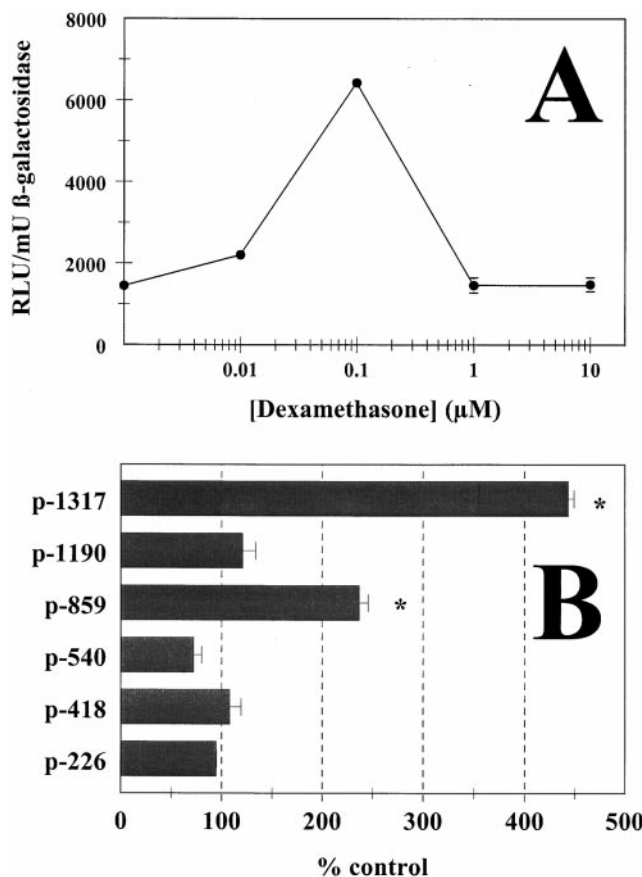 8000
6000
4000
2000
0
RLU/mU ß-galactosidase
A
0.01 0.1 1 10
[Dexamethasone] (µM)
p-1317
*
p-1190
p-859
*
p-540
p-418
p-226
B
0 100 200 300 400 500
% control